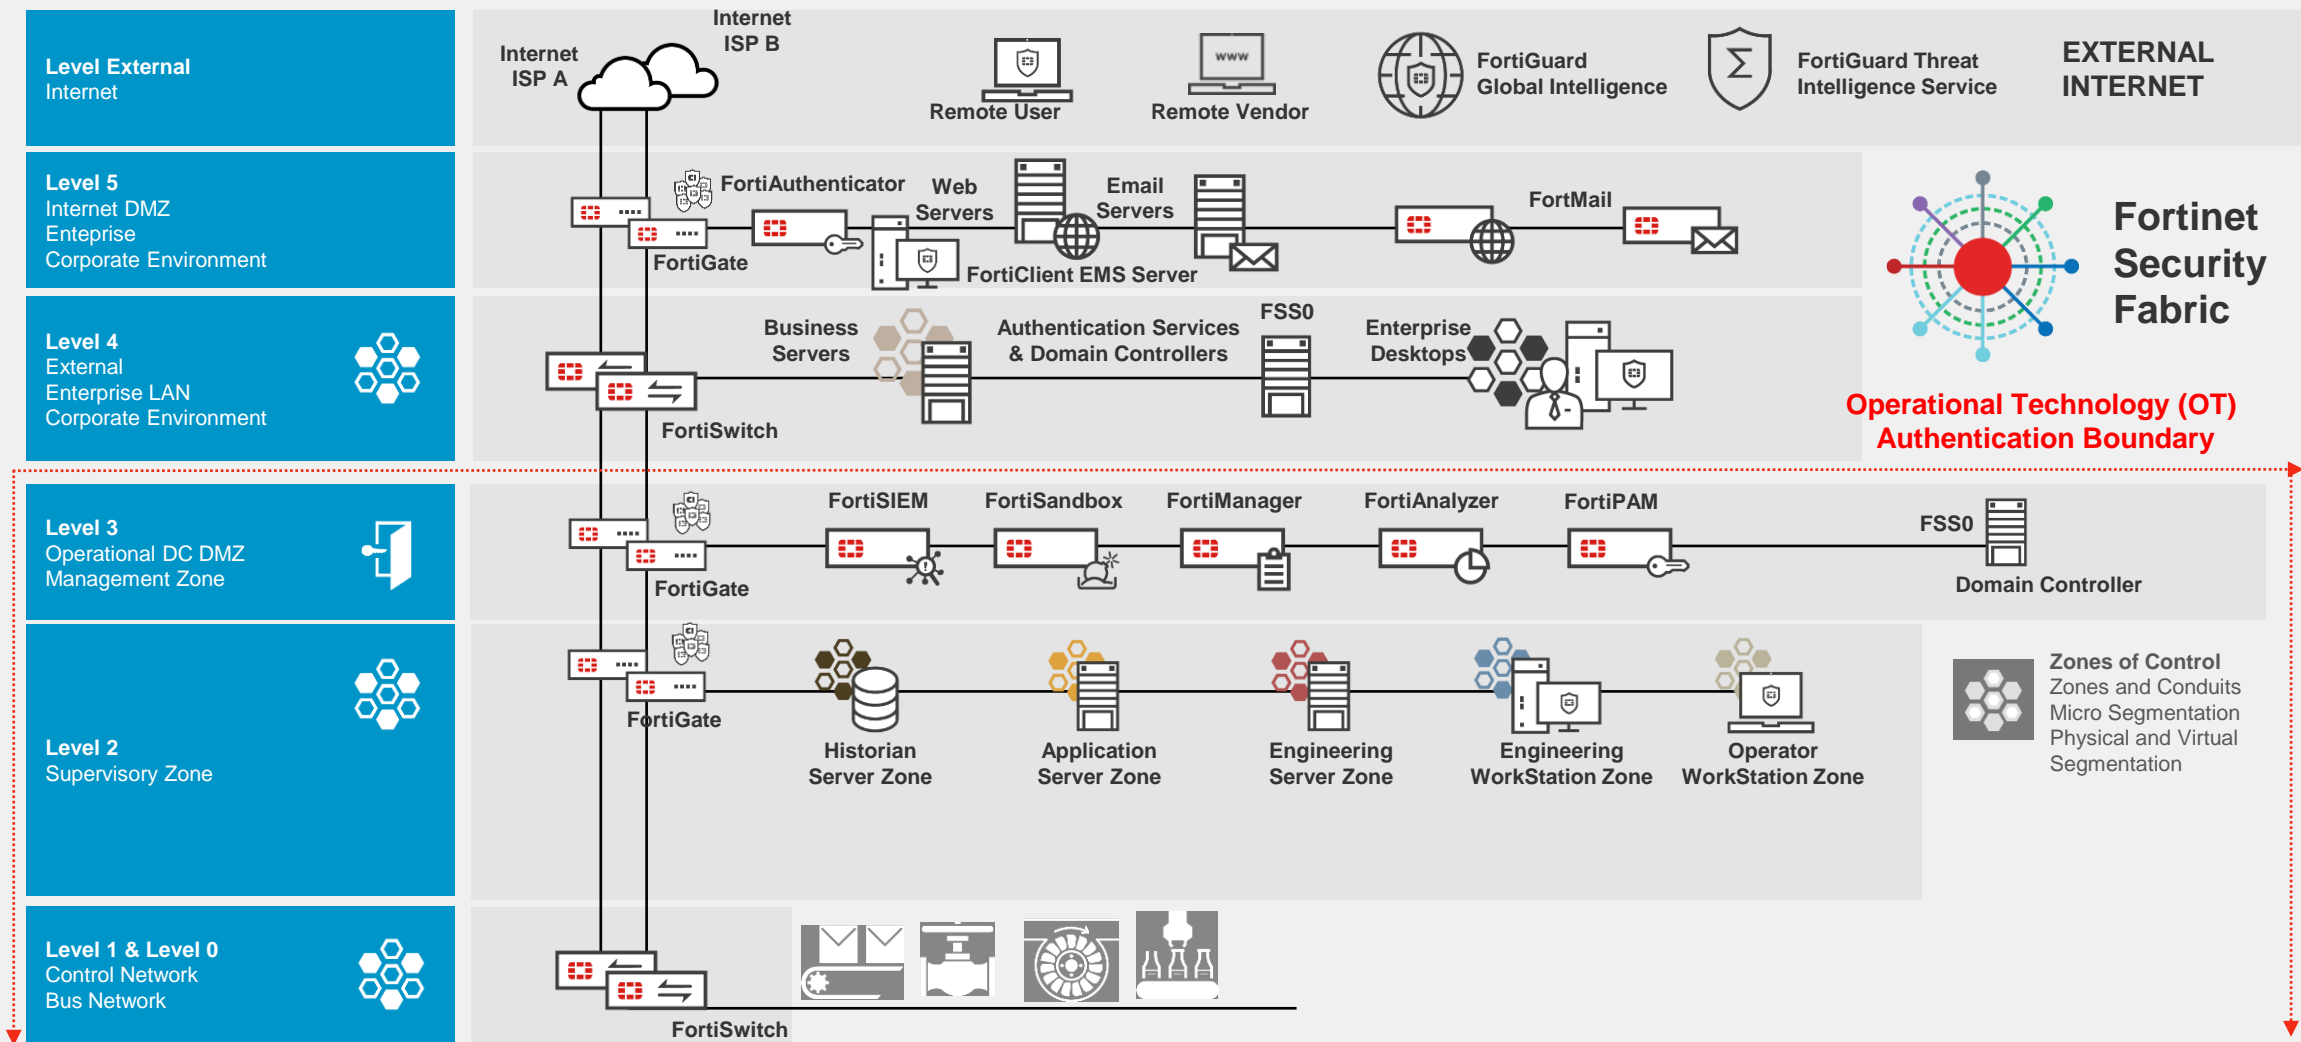 Level External
Internet
Internet
ISP A
Internet
ISP B
Remote User
www
Remote Vendor
FortiGuard
Global Intelligence
Σ
FortiGuard Threat
Intelligence Service
EXTERNAL
INTERNET
Level 5
Internet DMZ
Enteprise
Corporate Environment
FortiGate
FortiAuthenticator
Web
Servers
FortiClient EMS Server
Email
Servers
FortMail
Fortinet
Security
Fabric
Level 4
External
Enterprise LAN
Corporate Environment
FortiSwitch
Business
Servers
Authentication Services
& Domain Controllers
FSS0
Enterprise
Desktops
Operational Technology (OT)
Authentication Boundary
Level 3
Operational DC DMZ
Management Zone
FortiGate
FortiSIEM
FortiSandbox
FortiManager
FortiAnalyzer
FortiPAM
FSS0
Domain Controller
Level 2
Supervisory Zone
FortiGate
Historian
Server Zone
Application
Server Zone
Engineering
Server Zone
Engineering
WorkStation Zone
Operator
WorkStation Zone
Zones of Control
Zones and Conduits
Micro Segmentation
Physical and Virtual
Segmentation
Level 1 & Level 0
Control Network
Bus Network
FortiSwitch